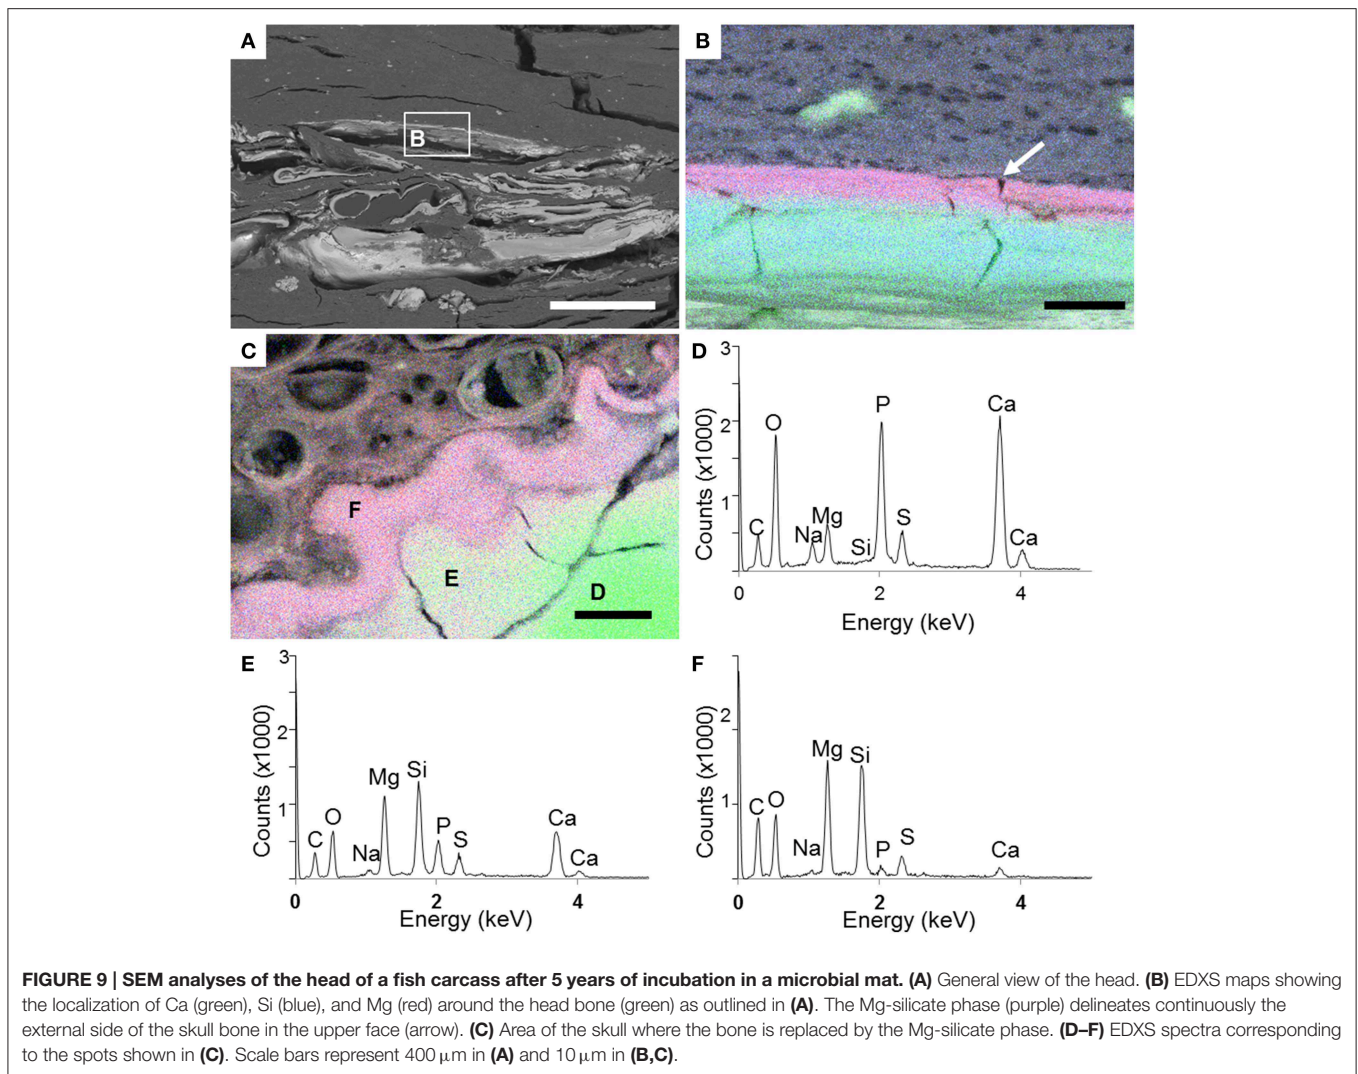 A
B
B
C
F
E
D
D
3
2
1
0
2
4
Counts (x1000)
Energy (keV)
C
O
Na
Mg
Si
P
S
Ca
Ca
E
3
2
1
0
2
4
Counts (x1000)
Energy (keV)
C
O
Na
Mg
Si
P
S
Ca
Ca
F
2
1
0
2
4
Counts (x1000)
Energy (keV)
C
O
Na
Mg
Si
P
S
Ca
FIGURE 9 | SEM analyses of the head of a fish carcass after 5 years of incubation in a microbial mat. (A) General view of the head. (B) EDXS maps showing
the localization of Ca (green), Si (blue), and Mg (red) around the head bone (green) as outlined in (A). The Mg-silicate phase (purple) delineates continuously the
external side of the skull bone in the upper face (arrow). (C) Area of the skull where the bone is replaced by the Mg-silicate phase. (D–F) EDXS spectra corresponding
to the spots shown in (C). Scale bars represent 400 μm in (A) and 10 μm in (B,C).